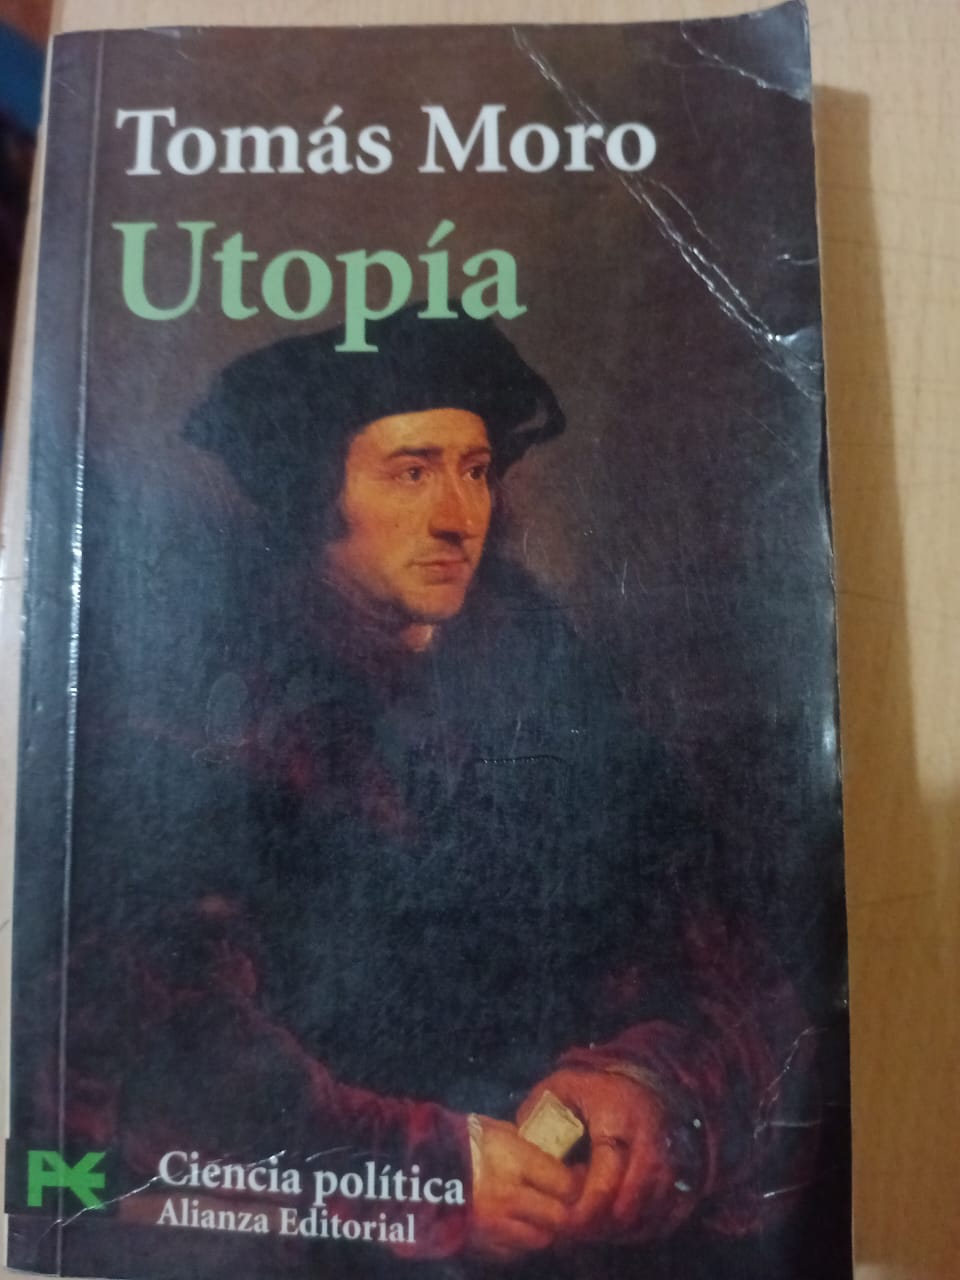 Tomás Moro
Utopía
Ciencia política
Alianza Editorial